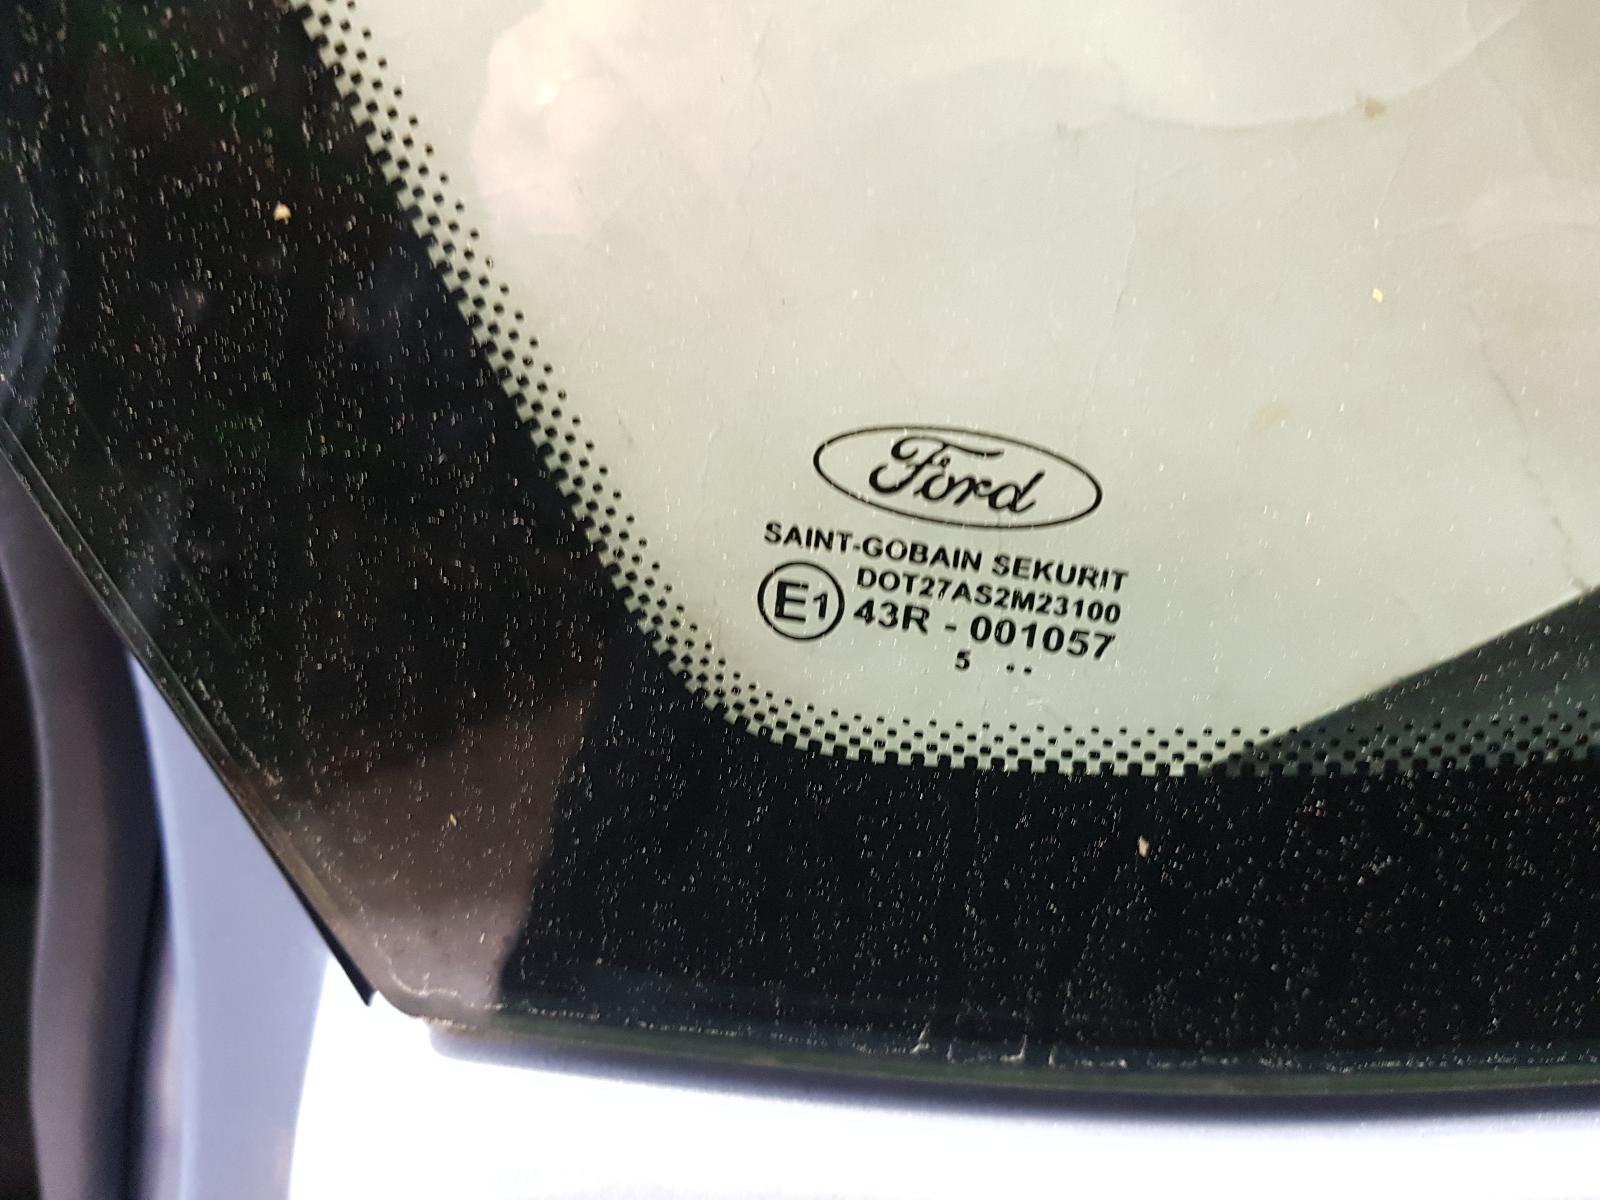 Ford
SAINT-GOBAIN SEKURIT
DOT27AS2M23100
E1 43R - 001057
5 ..